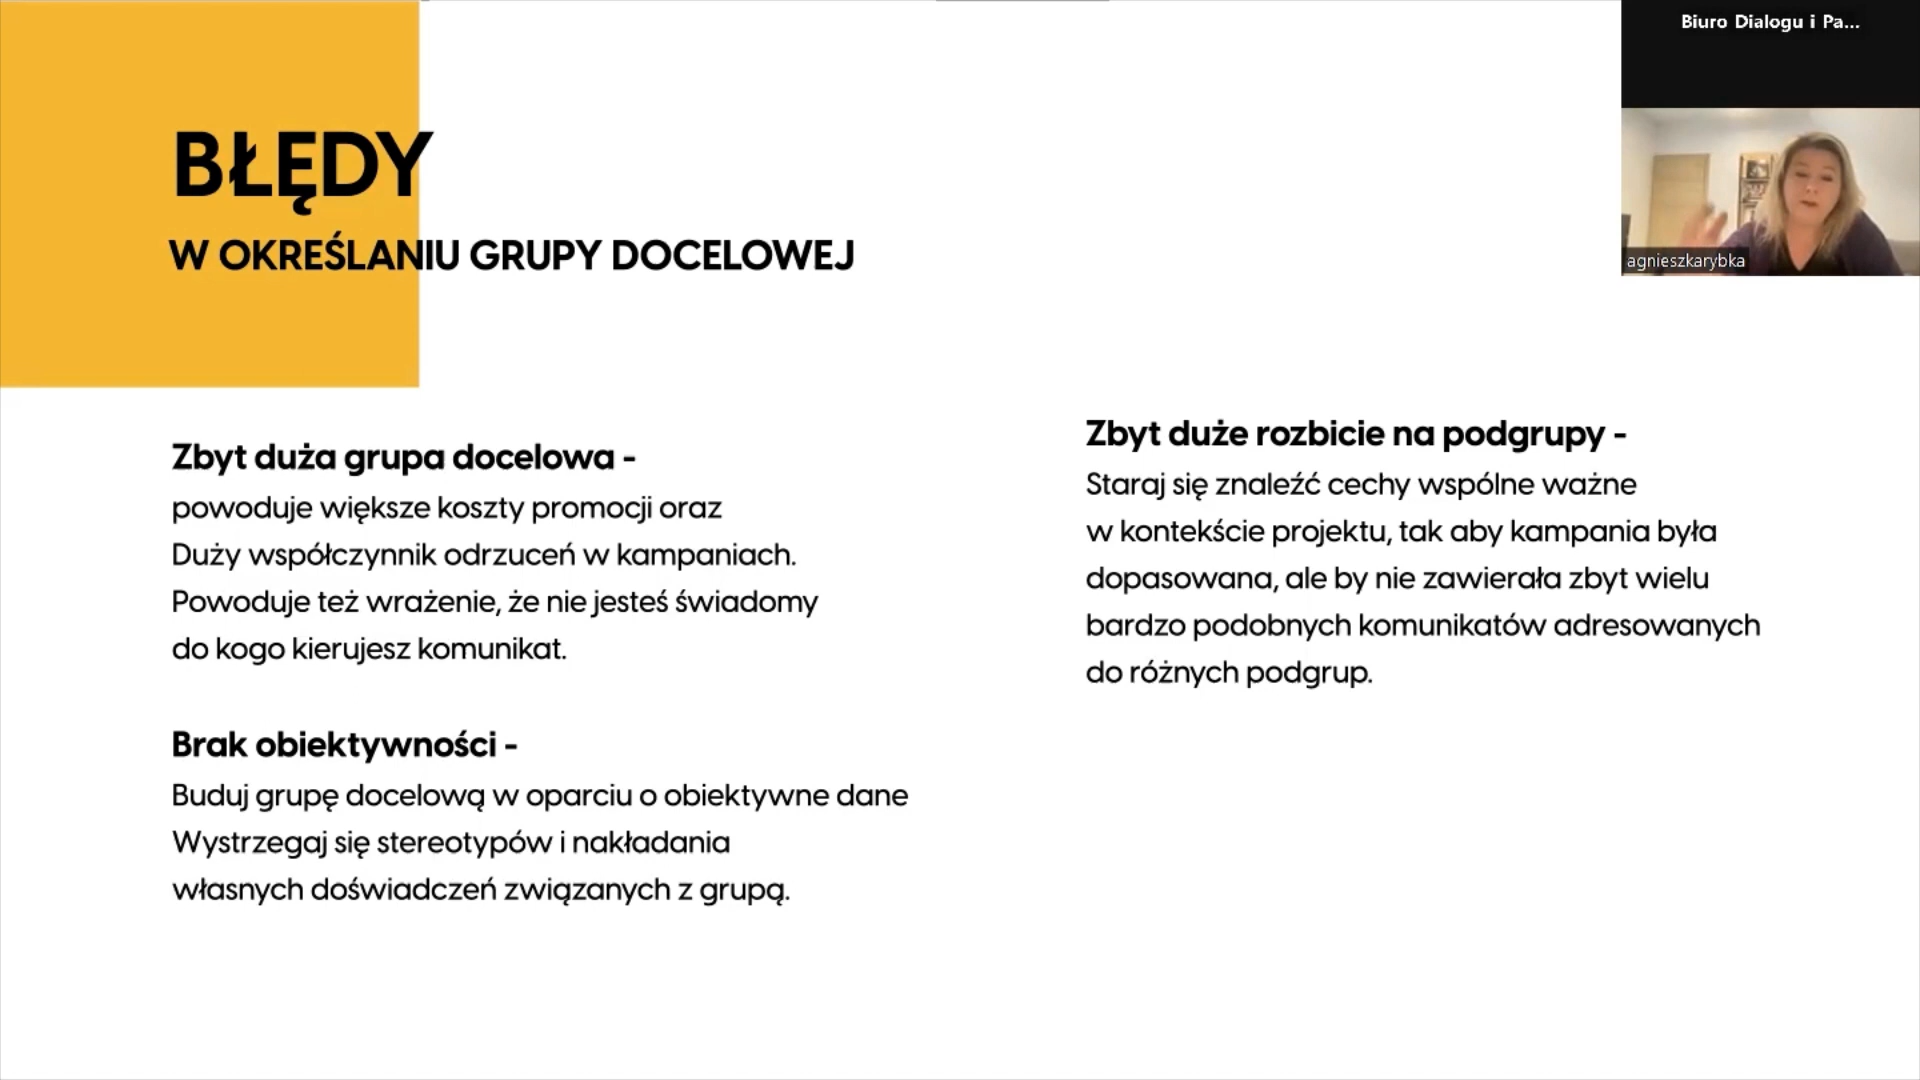 BŁĘDY
W OKREŚLANIU GRUPY DOCELOWEJ
Zbyt duża grupa docelowa -
powoduje większe koszty promocji oraz
Duży współczynnik odrzuceń w kampaniach.
Powoduje też wrażenie, że nie jesteś świadomy
do kogo kierujesz komunikat.
Brak obiektywności -
Buduj grupę docelową w oparciu o obiektywne dane
Wystrzegaj się stereotypów i nakładania
własnych doświadczeń związanych z grupą.
Zbyt duże rozbicie na podgrupy -
Staraj się znaleźć cechy wspólne ważne
w kontekście projektu, tak aby kampania była
dopasowana, ale by nie zawierała zbyt wielu
bardzo podobnych komunikatów adresowanych
do różnych podgrup.
Biuro Dialogu i Pa...
agnieszkarybka